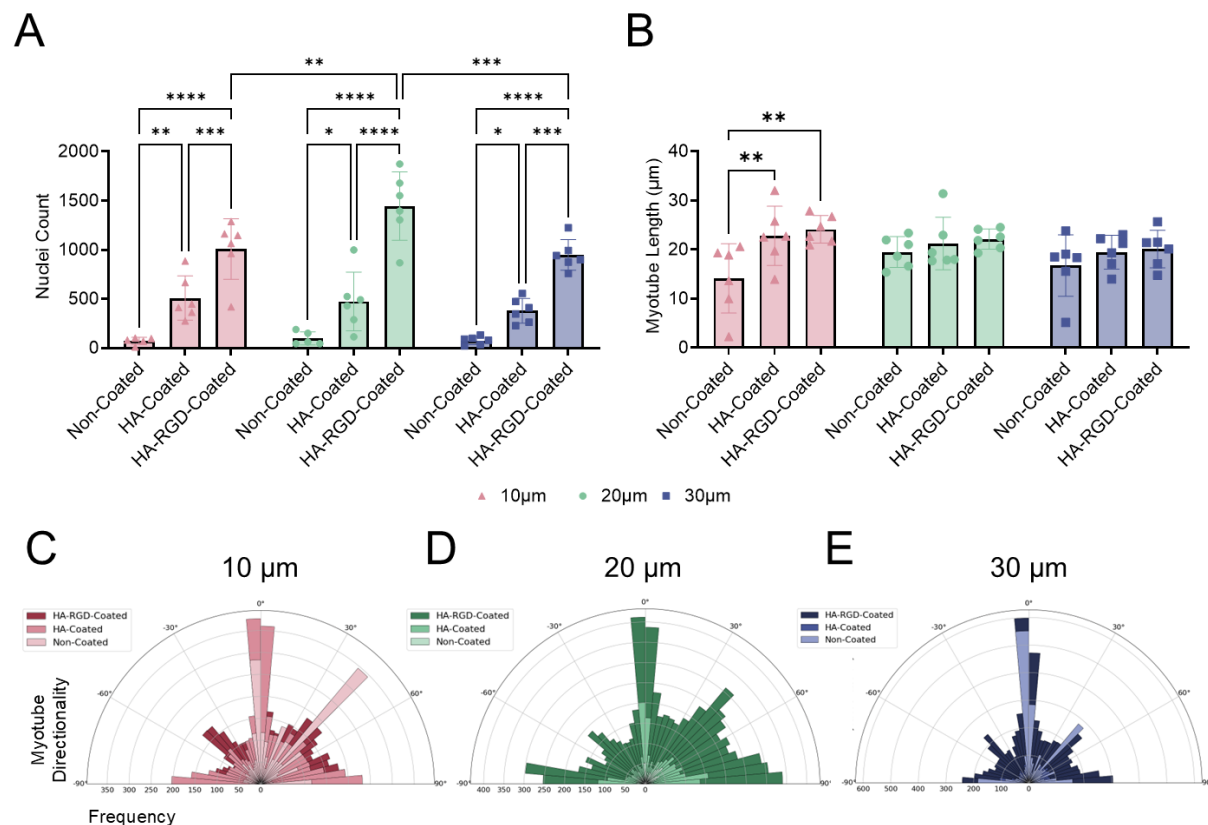 A
B
** ***
**** **** ****
** *** * **** * ***
**
**
Nuclei Count
2000
1500
1000
500
0
Non-Coated
HA-Coated
HA-RGD-Coated
Non-Coated
HA-Coated
HA-RGD-Coated
Non-Coated
HA-Coated
HA-RGD-Coated
Myotube Length (µm)
40
30
20
10
0
Non-Coated
HA-Coated
HA-RGD-Coated
Non-Coated
HA-Coated
HA-RGD-Coated
Non-Coated
HA-Coated
HA-RGD-Coated
10µm 20µm 30µm
C
10 µm
D
20 µm
E
30 µm
HA-RGD-Coated
HA-Coated
Non-Coated
0°
-30° 30°
-60° 60°
-90° 90°
350 300 250 200 150 100 50 0
HA-RGD-Coated
HA-Coated
Non-Coated
0°
-30° 30°
-60° 60°
-90° 90°
400 350 300 250 200 150 100 50 0
HA-RGD-Coated
HA-Coated
Non-Coated
0°
-30° 30°
-60° 60°
-90° 90°
600 500 400 300 200 100 0
Myotube
Directionality
Frequency